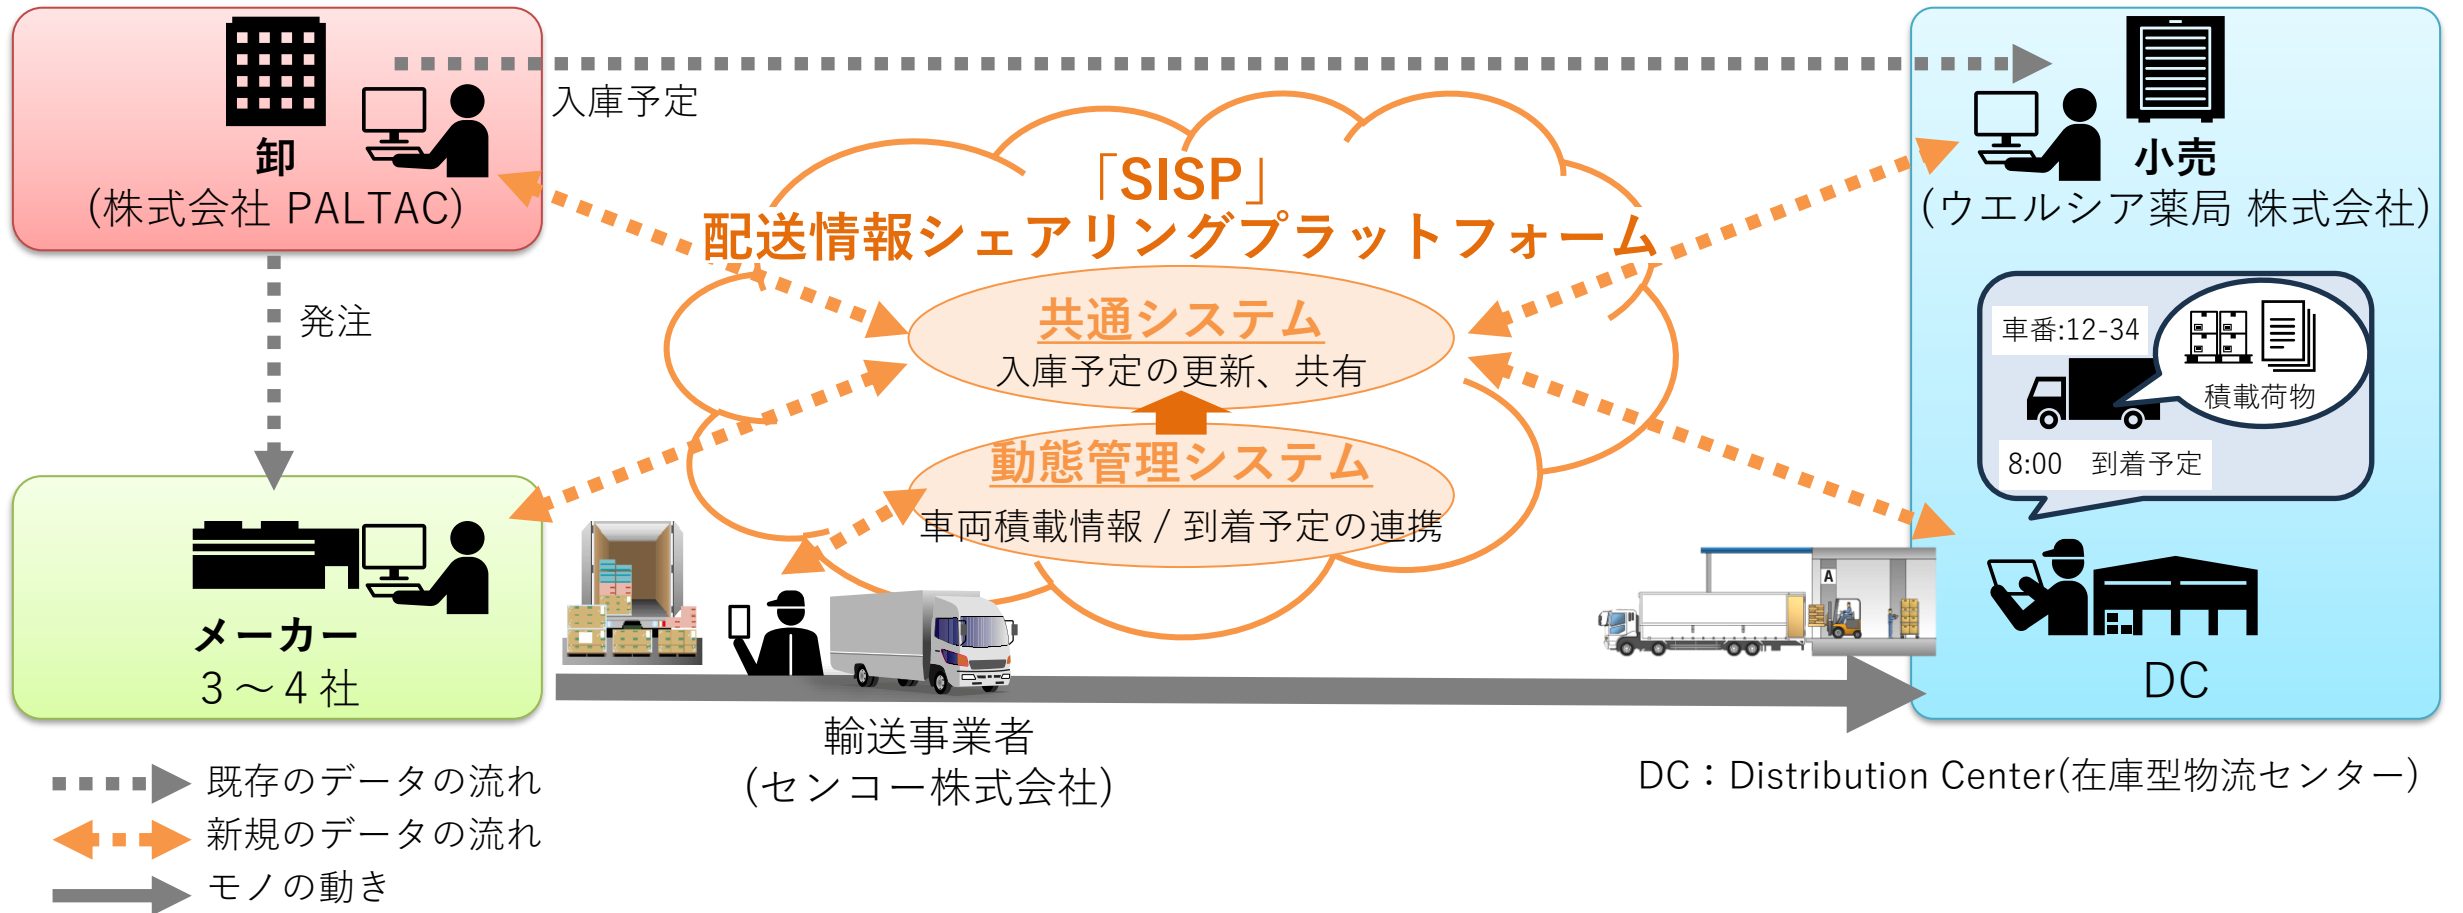 卸
(株式会社 PALTAC)
入庫予定
「SISP」
配送情報シェアリングプラットフォーム
小売
(ウエルシア薬局 株式会社)
発注
共通システム
入庫予定の更新、共有
車番:12-34
積載荷物
8:00 到着予定
動態管理システム
車両積載情報 / 到着予定の連携
メーカー
3～4社
A
DC
輸送事業者
(センコー株式会社)
DC：Distribution Center(在庫型物流センター)
既存のデータの流れ
新規のデータの流れ
モノの動き